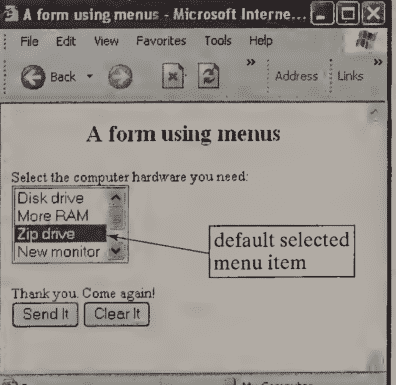 A form using menus - Microsoft Interne...
File Edit View Favorites Tools Help
Back Address Links
A form using menus
Select the computer hardware you need:
Disk drive
More RAM
Zip drive
New monitor
default selected
menu item
Thank you. Come again!
Send It Clear It
My Computer